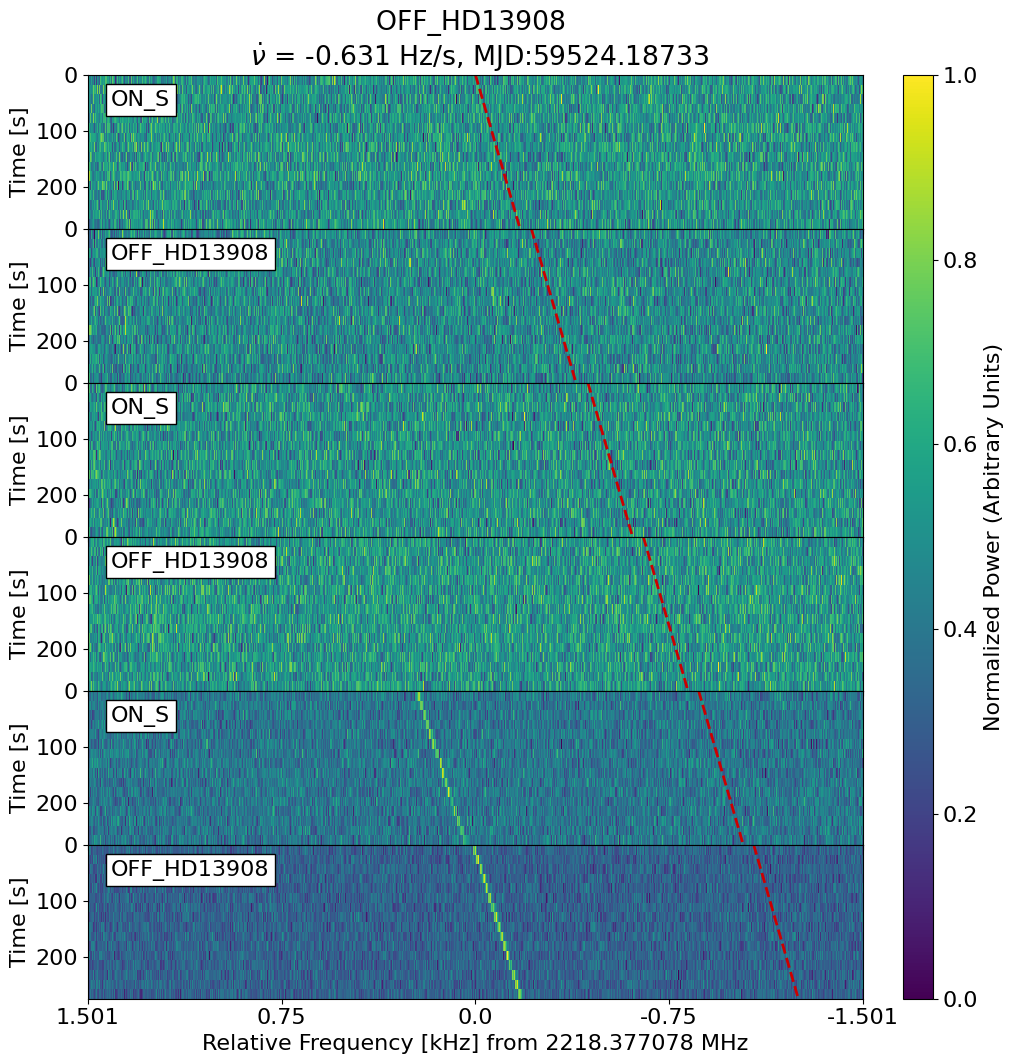 OFF_HD13908
ν̇ = -0.631 Hz/s, MJD:59524.18733
0
ON_S
100
200
Time [s]
0
OFF_HD13908
100
200
Time [s]
0
ON_S
100
200
Time [s]
0
OFF_HD13908
100
200
Time [s]
0
ON_S
100
200
Time [s]
0
OFF_HD13908
100
200
Time [s]
1.501 0.75 0.0 -0.75 -1.501
Relative Frequency [kHz] from 2218.377078 MHz
1.0
0.8
0.6
0.4
0.2
0.0
Normalized Power (Arbitrary Units)